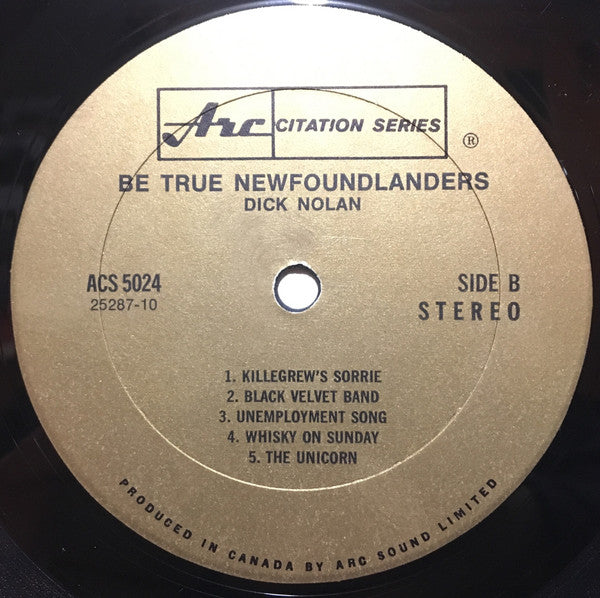 Arc CITATION SERIES
®
BE TRUE NEWFOUNDLANDERS
DICK NOLAN
ACS 5024
25287-10
SIDE B
STEREO
1. KILLEGREW'S SORRIE
2. BLACK VELVET BAND
3. UNEMPLOYMENT SONG
4. WHISKY ON SUNDAY
5. THE UNICORN
PRODUCED IN CANADA BY ARC SOUND LIMITED